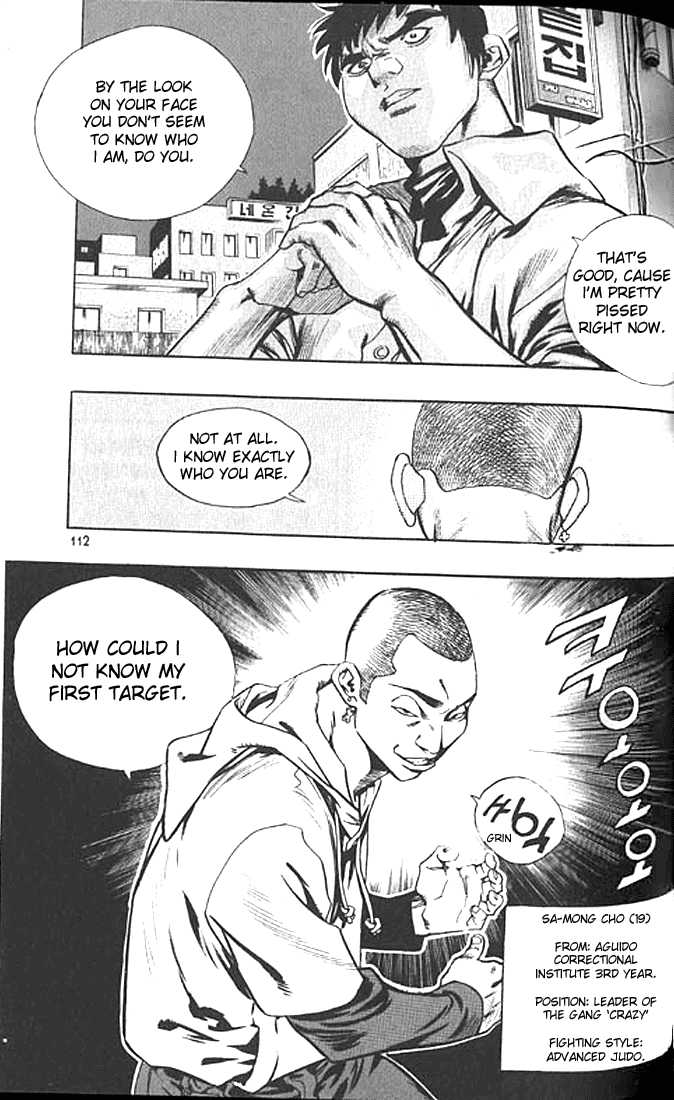 BY THE LOOK
ON YOUR FACE
YOU DON'T SEEM
TO KNOW WHO
I AM, DO YOU.
네온
THAT'S
GOOD, CAUSE
I'M PRETTY
PISSED
RIGHT NOW.
NOT AT ALL.
I KNOW EXACTLY
WHO YOU ARE.
112
HOW COULD I
NOT KNOW MY
FIRST TARGET.
GRIN
SA-MONG CHO (19)
FROM: AGUIDO
CORRECTIONAL
INSTITUTE 3RD YEAR.
POSITION: LEADER OF
THE GANG 'CRAZY'
FIGHTING STYLE:
ADVANCED JUDO.